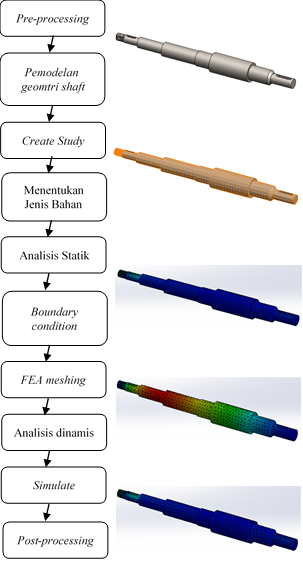 Pre-processing
Pemodelan
geomtri shaft
Create Study
Menentukan
Jenis Bahan
Analisis Statik
Boundary
condition
FEA meshing
Analisis dinamis
Simulate
Post-processing